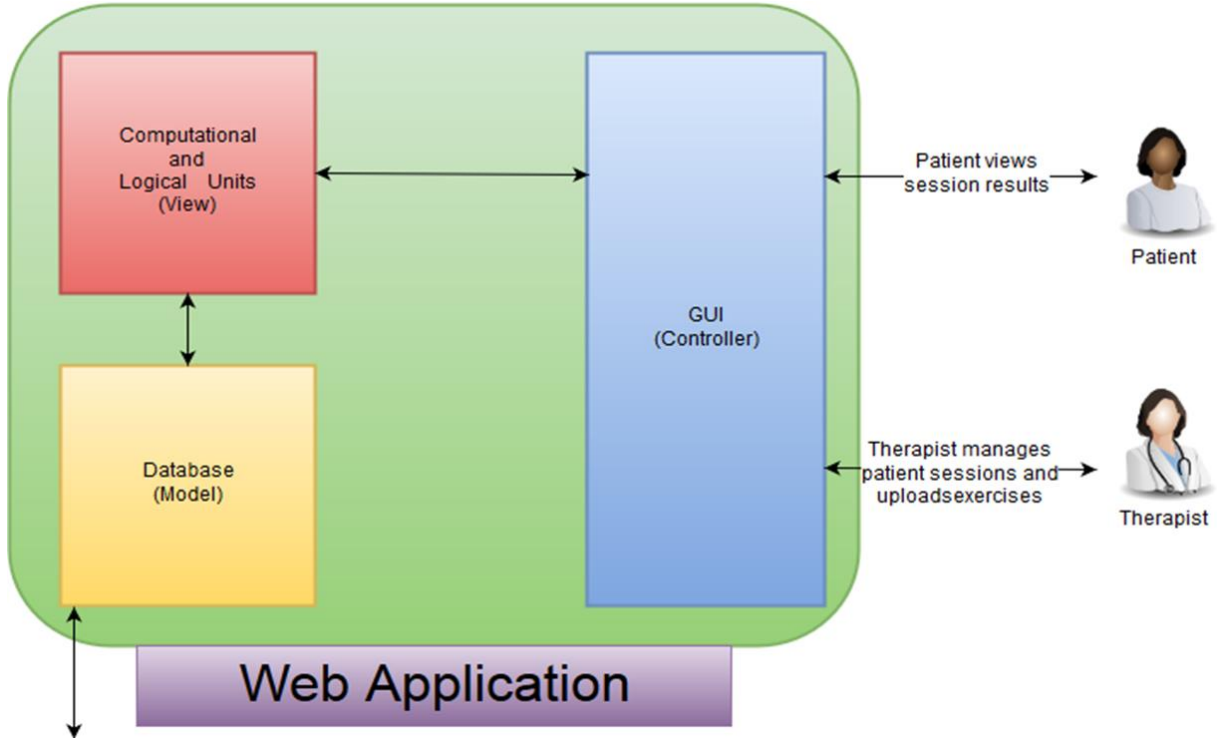 Computational
and
Logical Units
(View)
GUI
(Controller)
Database
(Model)
Patient views
session results
Patient
Therapist manages
patient sessions and
uploadsexercises
Therapist
Web Application